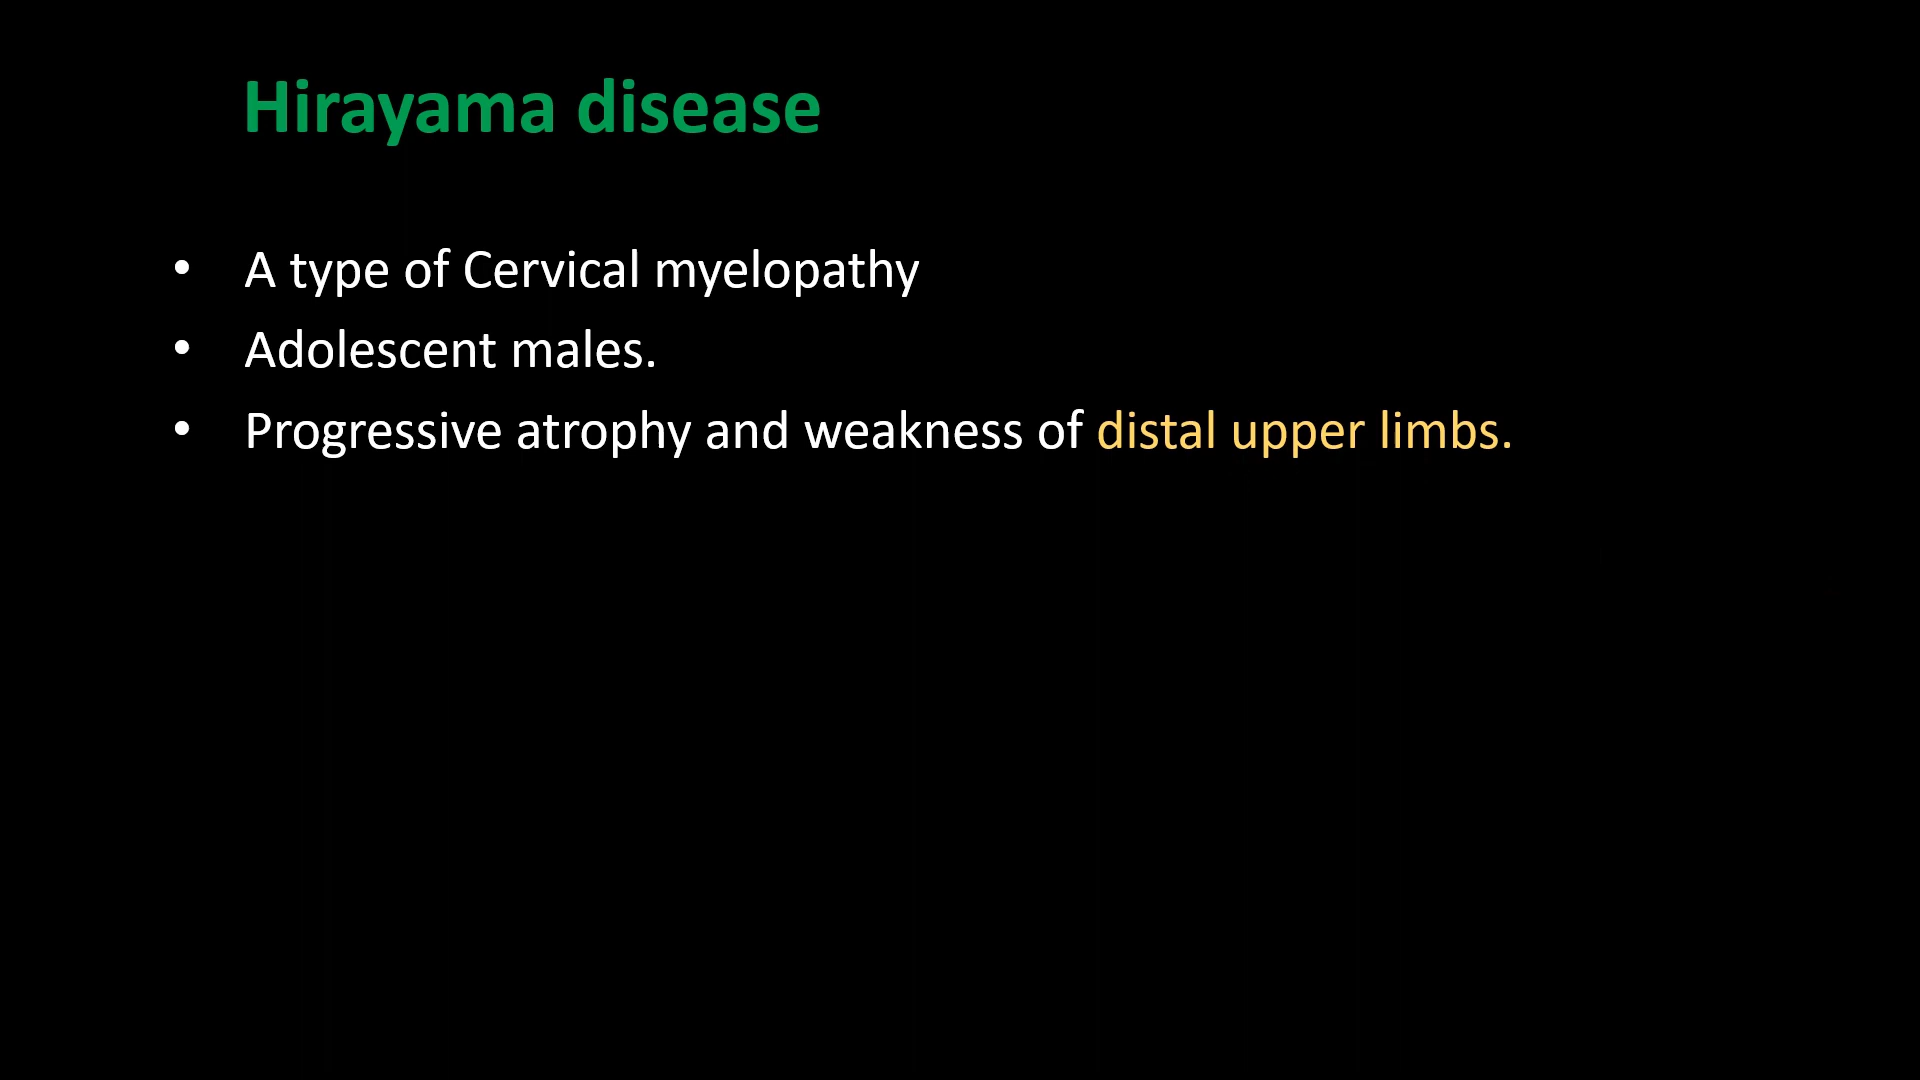 Hirayama disease
• A type of Cervical myelopathy
• Adolescent males.
• Progressive atrophy and weakness of distal upper limbs.